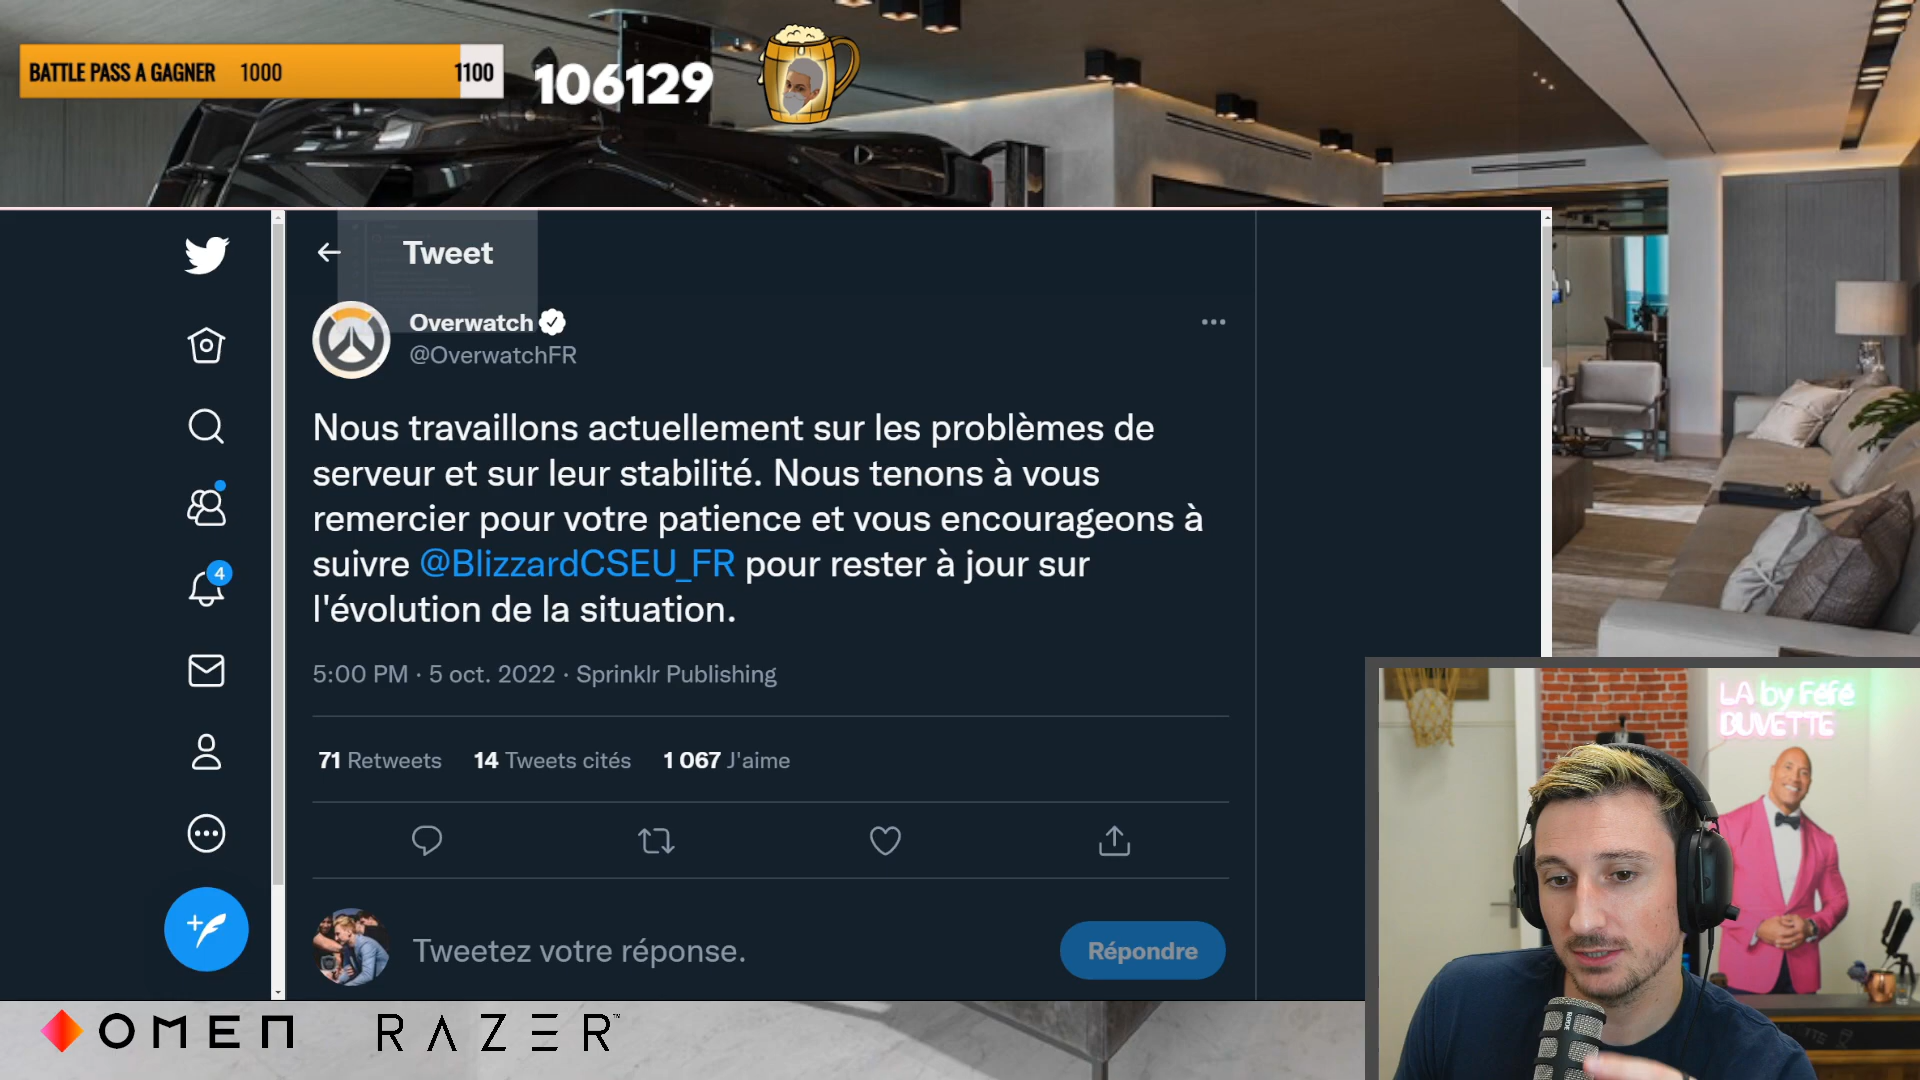 BATTLE PASS A GAGNER 1000 1100
106129
Tweet
Overwatch
@OverwatchFR
Nous travaillons actuellement sur les problèmes de
serveur et sur leur stabilité. Nous tenons à vous
remercier pour votre patience et vous encourageons à
suivre @BlizzardCSEU_FR pour rester à jour sur
l'évolution de la situation.
5:00 PM · 5 oct. 2022 · Sprinklr Publishing
71 Retweets 14 Tweets cités 1 067 J'aime
4
Tweetez votre réponse.
Répondre
LA by Féfé
BUVETTE
OMEN RAZER™
RODE